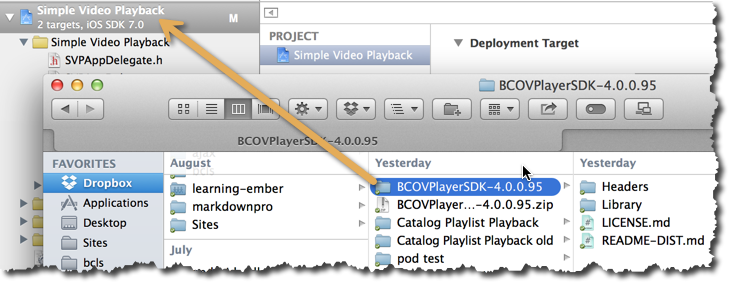 Simple Video Playback
2 targets, iOS SDK 7.0
M
Simple Video Playback
SVPAppDelegate.h
PROJECT
Simple Video Playback
Deployment Target
BCOVPlayerSDK-4.0.0.95
BCOVPlayerSDK-4.0.0.95
FAVORITES
Dropbox
Applications
Desktop
Sites
bcls
August
ajax
bcls
learning-ember
markdownpro
Sites
July
Yesterday
BCOVPlayerSDK-4.0.0.95
BCOVPlayer...-4.0.0.95.zip
Catalog Playlist Playback
Catalog Playlist Playback old
pod test
Yesterday
Headers
Library
LICENSE.md
README-DIST.md